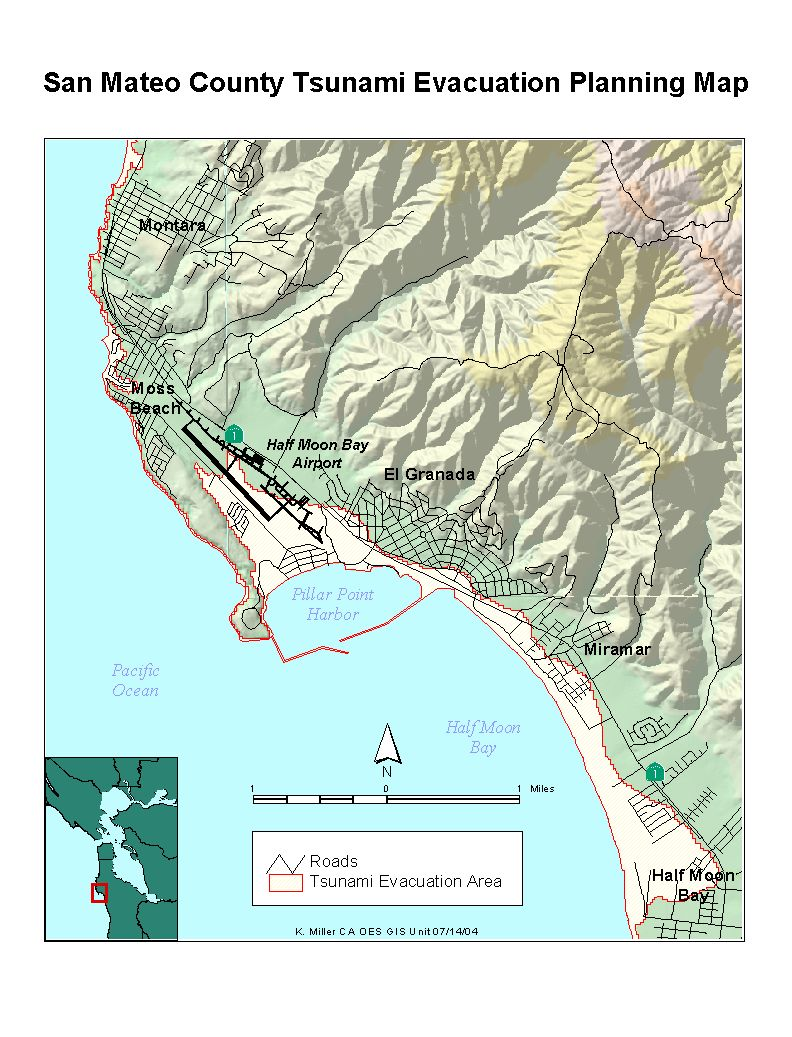 San Mateo County Tsunami Evacuation Planning Map
Montara
Moss
Beach
1
Half Moon Bay
Airport
El Granada
Pillar Point
Harbor
Miramar
Pacific
Ocean
Half Moon
Bay
1
N
1 0 1 Miles
Roads
Tsunami Evacuation Area
Half Moon
Bay
K. Miller CA OES GIS Unit 07/14/04